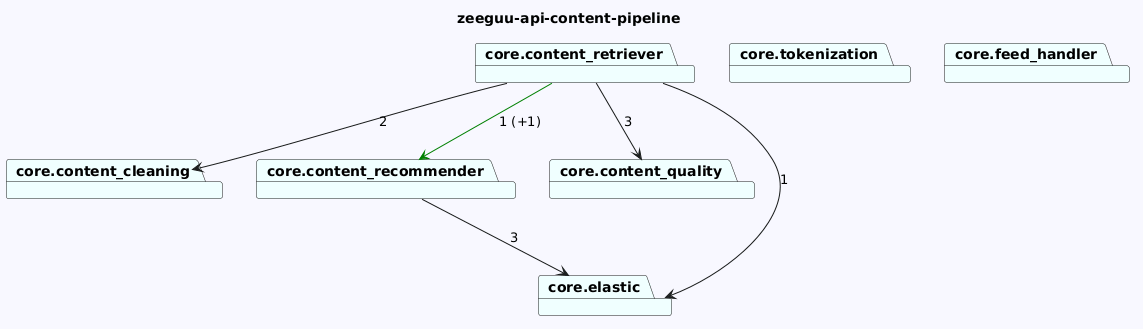 zeeguu-api-content-pipeline
core.content_retriever
core.tokenization
core.feed_handler
2
1 (+1)
3
core.content_cleaning
core.content_recommender
core.content_quality
1
3
core.elastic